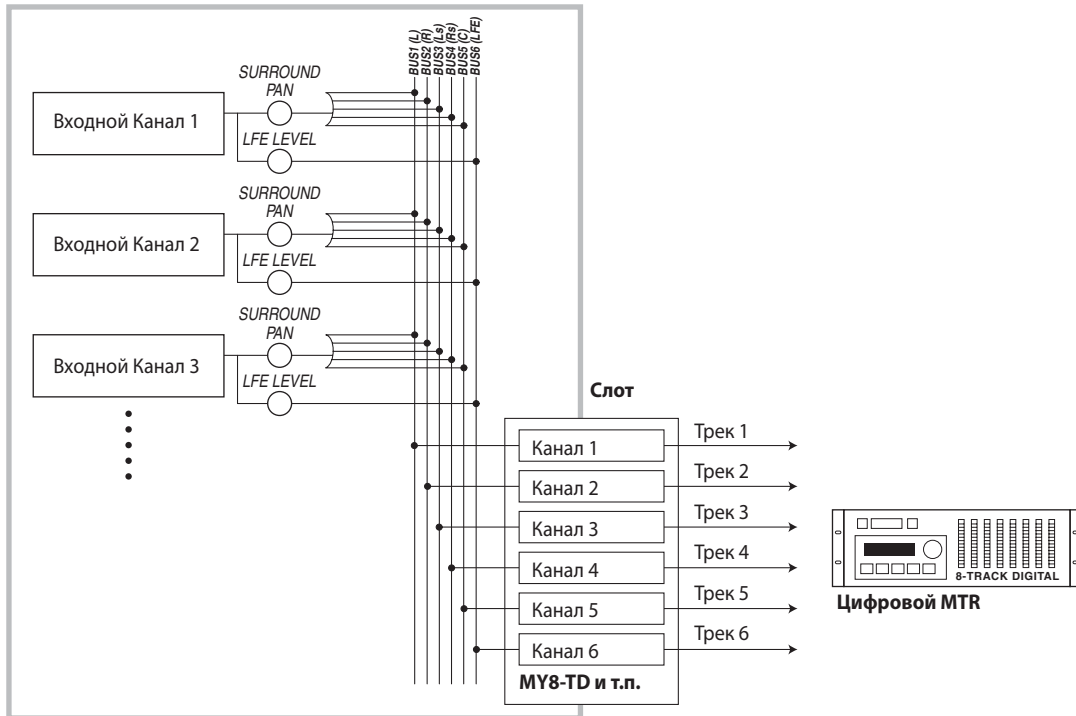 BUS1 (L)
BUS2 (R)
BUS3 (Ls)
BUS4 (Rs)
BUS5 (C)
BUS6 (LFE)
SURROUND
PAN
Входной Канал 1
LFE LEVEL
SURROUND
PAN
Входной Канал 2
LFE LEVEL
SURROUND
PAN
Входной Канал 3
LFE LEVEL
Слот
Канал 1
Трек 1
Канал 2
Трек 2
Канал 3
Трек 3
Канал 4
Трек 4
Канал 5
Трек 5
Канал 6
Трек 6
MY8-TD и т.п.
8-TRACK DIGITAL
Цифровой MTR